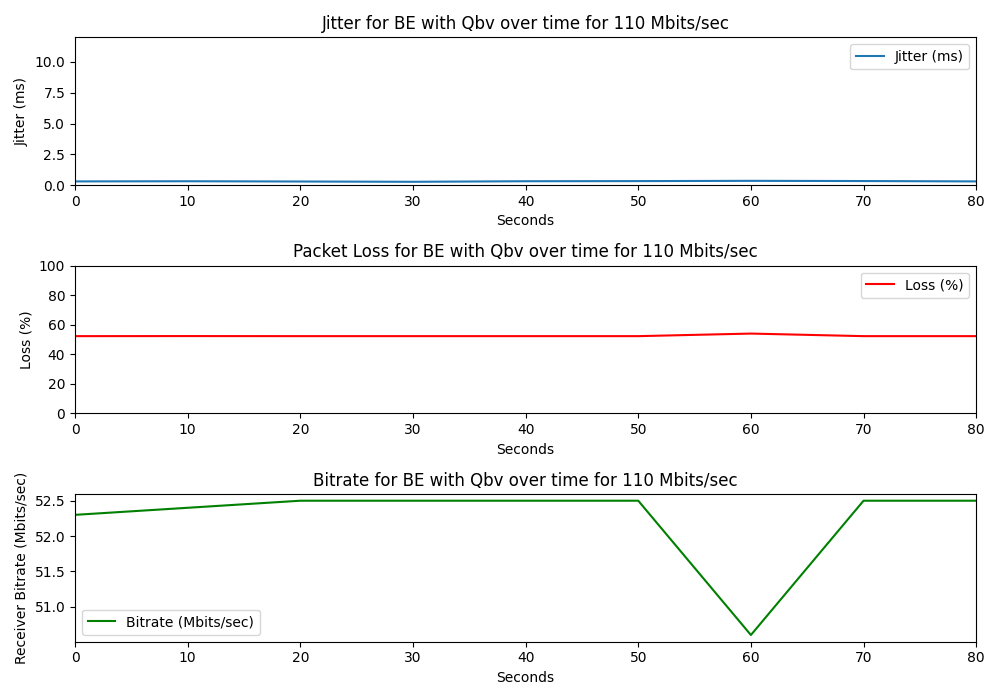 Jitter for BE with Qbv over time for 110 Mbits/sec
Jitter (ms)
10.0
7.5
5.0
2.5
0.0
Jitter (ms)
0 10 20 30 40 50 60 70 80
Seconds
Packet Loss for BE with Qbv over time for 110 Mbits/sec
Loss (%)
100
80
60
40
20
0
Loss (%)
0 10 20 30 40 50 60 70 80
Seconds
Bitrate for BE with Qbv over time for 110 Mbits/sec
Receiver Bitrate (Mbits/sec)
52.5
52.0
51.5
51.0
Bitrate (Mbits/sec)
0 10 20 30 40 50 60 70 80
Seconds